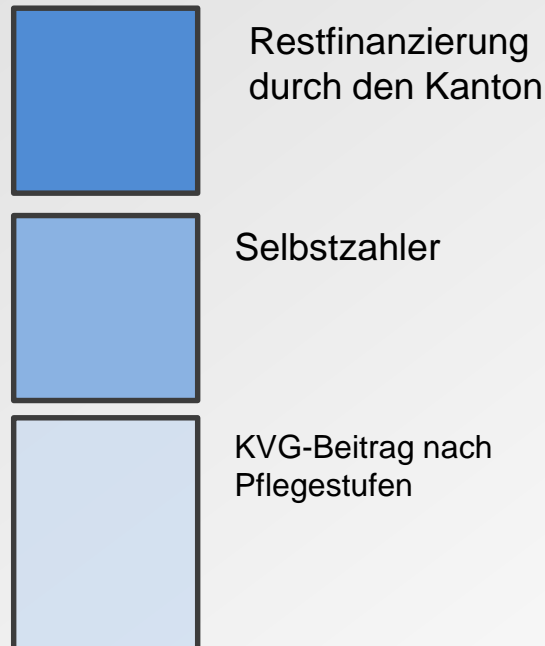 Restfinanzierung
durch den Kanton
Selbstzahler
KVG-Beitrag nach
Pflegestufen